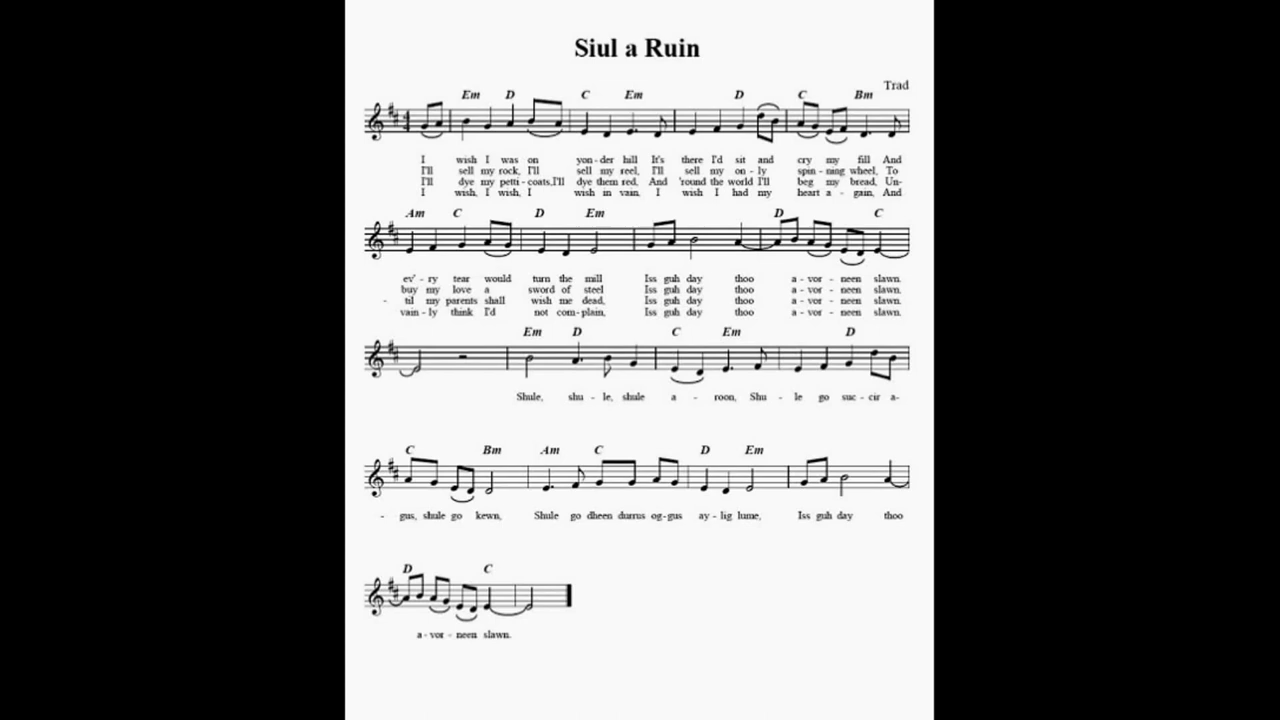 Siul a Ruin
Trad
Em D C Em D C Bm
I wish I was on yon - der hill It's there I'd sit and cry my fill And
I'll sell my rock, I'll sell my reel, I'll sell my on - ly spin - ning wheel, To
I'll dye my petti - coats,I'll dye them red, And 'round the world I'll beg my bread, Un-
I wish, I wish, I wish in vain, I wish I had my heart a - gain, And
Am C D Em D C
ev' - ry tear would turn the mill Iss guh day thoo a - vor - neen slawn.
buy my love a sword of steel Iss guh day thoo a - vor - neen slawn.
- til my parents shall wish me dead, Iss guh day thoo a - vor - neen slawn.
vain - ly think I'd not com - plain, Iss guh day thoo a - vor - neen slawn.
Em D C Em D
Shule, shu - le, shule a - roon, Shu - le go suc - cir a-
C Bm Am C D Em
- gus, shule go kewn, Shule go dheen durrus og - gus ay - lig lume, Iss guh day thoo
D C
a - vor - neen slawn.